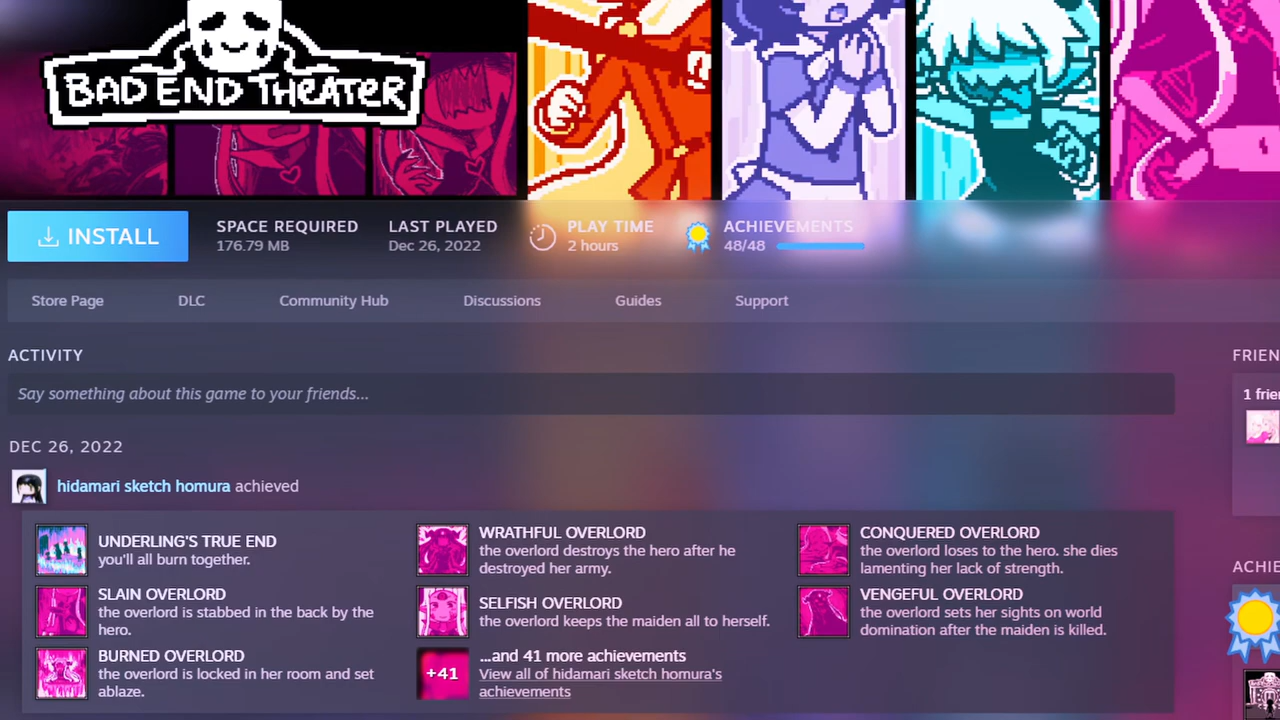 BAD END THEATER
INSTALL
SPACE REQUIRED
176.79 MB
LAST PLAYED
Dec 26, 2022
PLAY TIME
2 hours
ACHIEVEMENTS
48/48
Store Page
DLC
Community Hub
Discussions
Guides
Support
ACTIVITY
Say something about this game to your friends...
DEC 26, 2022
hidamari sketch homura achieved
UNDERLING'S TRUE END
you'll all burn together.
WRATHFUL OVERLORD
the overlord destroys the hero after he
destroyed her army.
CONQUERED OVERLORD
the overlord loses to the hero. she dies
lamenting her lack of strength.
SLAIN OVERLORD
the overlord is stabbed in the back by the
hero.
SELFISH OVERLORD
the overlord keeps the maiden all to herself.
VENGEFUL OVERLORD
the overlord sets her sights on world
domination after the maiden is killed.
BURNED OVERLORD
the overlord is locked in her room and set
ablaze.
+41
...and 41 more achievements
View all of hidamari sketch homura's
achievements
FRIEN
1 frie
ACHIE